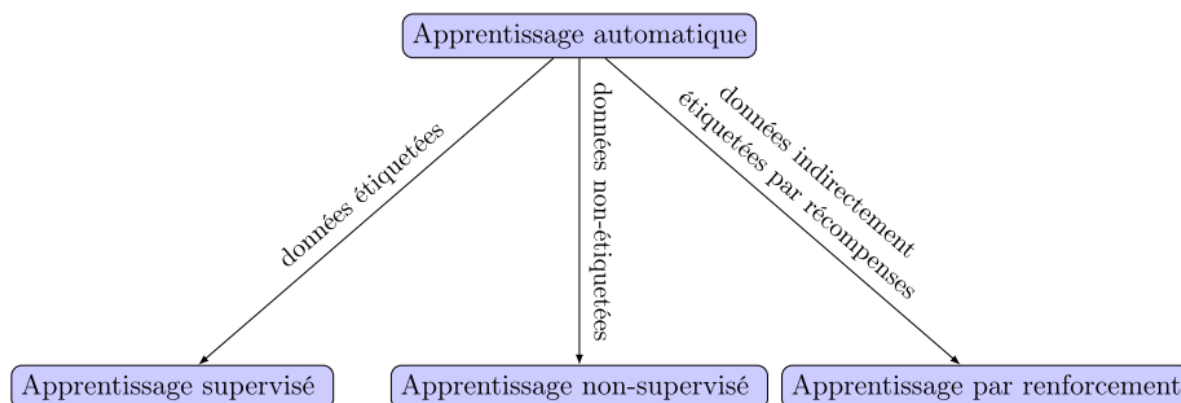 Apprentissage automatique
données étiquetées
données non-étiquetées
données indirectement
étiquetées par récompenses
Apprentissage supervisé
Apprentissage non-supervisé
Apprentissage par renforcement